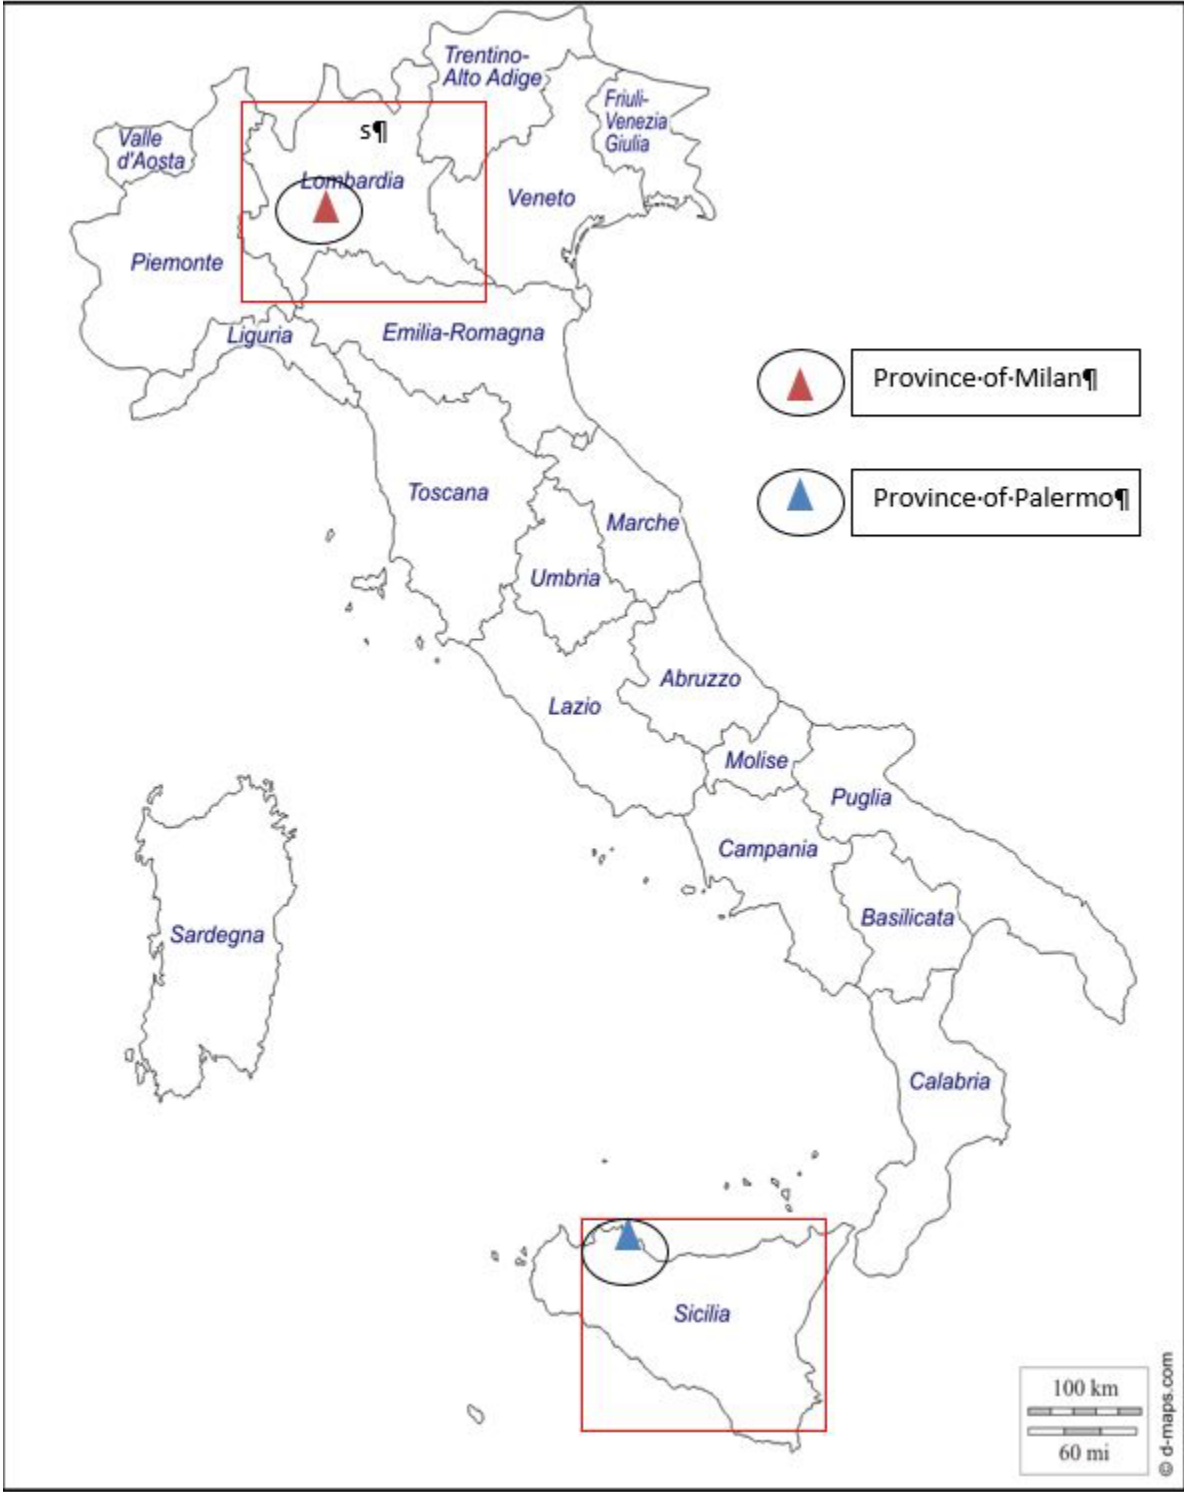 Trentino-
Alto Adige
Friuli-
Venezia
Giulia
s¶
Valle
d'Aosta
Lombardia
Veneto
Piemonte
Liguria
Emilia-Romagna
Province·of·Milan¶
Toscana
Province·of·Palermo¶
Marche
Umbria
Abruzzo
Lazio
Molise
Puglia
Campania
Basilicata
Sardegna
Calabria
Sicilia
100 km
60 mi
© d-maps.com